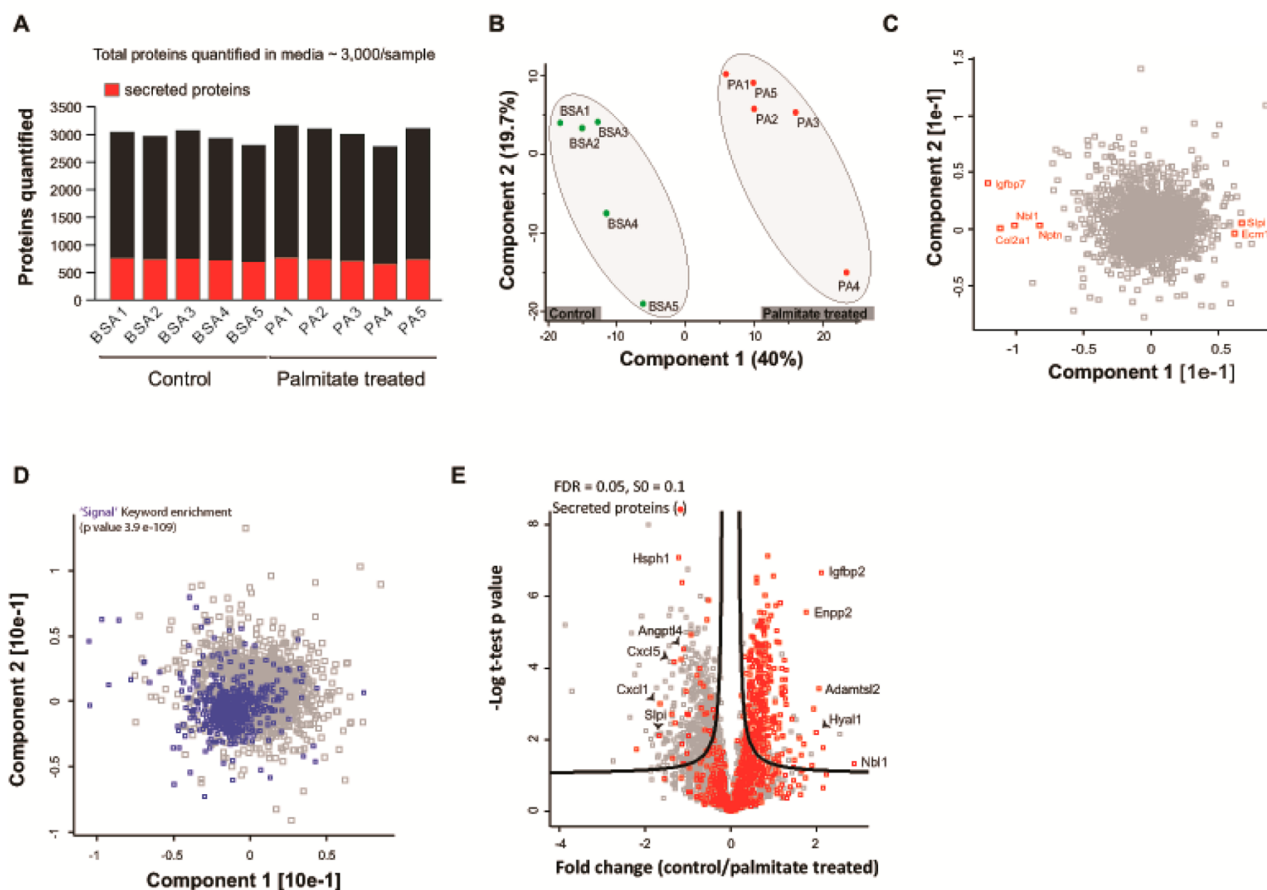 A
Total proteins quantified in media ~ 3,000/sample
secreted proteins
Proteins quantified
3500
3000
2500
2000
1500
1000
500
0
BSA1
BSA2
BSA3
BSA4
BSA5
PA1
PA2
PA3
PA4
PA5
Control
Palmitate treated
B
Component 2 (19.7%)
10
0
-10
-20
BSA1
BSA3
BSA2
BSA4
BSA5
PA1
PA5
PA2
PA3
PA4
Control
Palmitate treated
-20
-10
0
10
20
Component 1 (40%)
C
Component 2 [1e-1]
1.5
1
0.5
0
-0.5
Igfbp7
Nbl1
Col2a1
Nptn
Slpi
Ecm1
-1
-0.5
0
0.5
Component 1 [1e-1]
D
'Signal' Keyword enrichment
(p value 3.9 e-109)
Component 2 [10e-1]
1
0.5
0
-0.5
-1
-1
-0.5
0
0.5
Component 1 [10e-1]
E
FDR = 0.05, S0 = 0.1
Secreted proteins
-Log t-test p value
8
6
4
2
0
Hsph1
Igfbp2
Enpp2
Angptl4
Cxcl5
Cxcl1
Adamtsl2
Slpi
Hyal1
Nbl1
-4
-2
0
2
Fold change (control/palmitate treated)